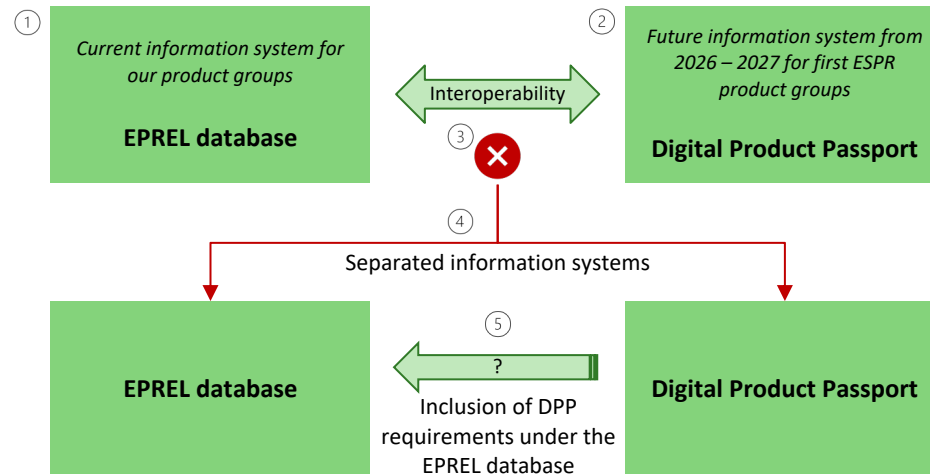 1
Current information system for
our product groups
EPREL database
Interoperability
2
Future information system from
2026 – 2027 for first ESPR
product groups
Digital Product Passport
3
4
Separated information systems
EPREL database
5
?
Inclusion of DPP
requirements under the
EPREL database
Digital Product Passport